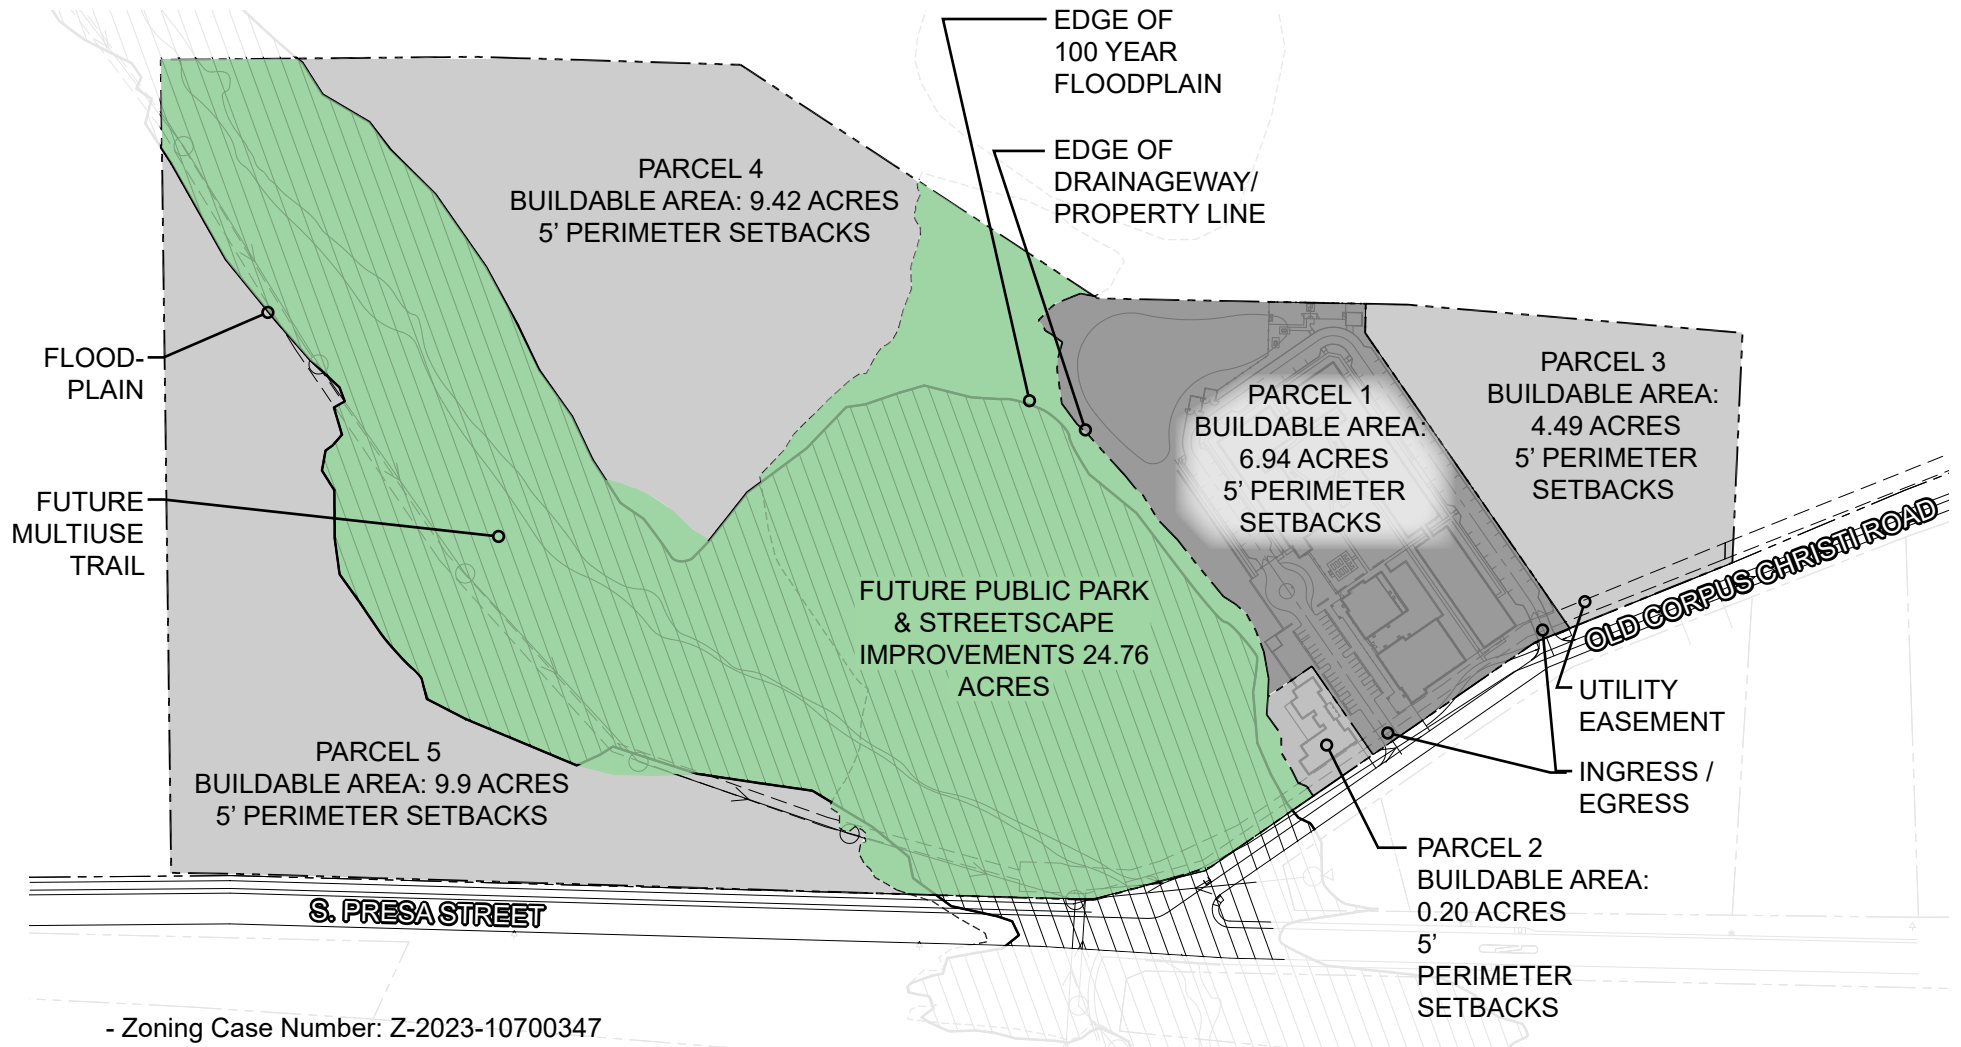 EDGE OF
100 YEAR
FLOODPLAIN
EDGE OF
DRAINAGEWAY/
PROPERTY LINE
PARCEL 4
BUILDABLE AREA: 9.42 ACRES
5’ PERIMETER SETBACKS
FLOOD-
PLAIN
PARCEL 1
BUILDABLE AREA:
6.94 ACRES
5’ PERIMETER
SETBACKS
PARCEL 3
BUILDABLE AREA:
4.49 ACRES
5’ PERIMETER
SETBACKS
FUTURE
MULTIUSE
TRAIL
FUTURE PUBLIC PARK
& STREETSCAPE
IMPROVEMENTS 24.76
ACRES
OLD CORPUS CHRISTI ROAD
UTILITY
EASEMENT
INGRESS /
EGRESS
PARCEL 5
BUILDABLE AREA: 9.9 ACRES
5’ PERIMETER SETBACKS
PARCEL 2
BUILDABLE AREA:
0.20 ACRES
5’
PERIMETER
SETBACKS
S. PRESA STREET
- Zoning Case Number: Z-2023-10700347